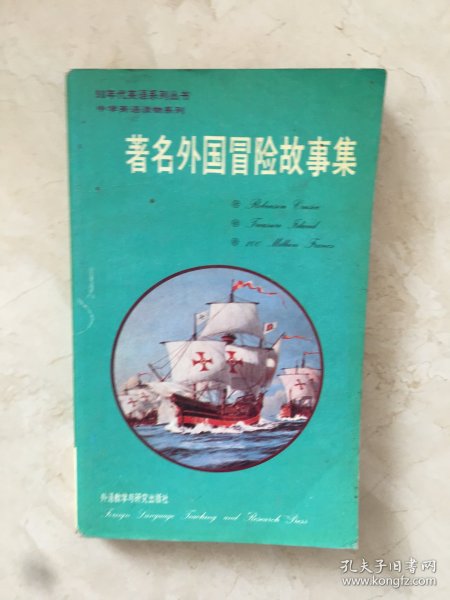 90年代英语系列丛书
中学英语读物系列
著名外国冒险故事集
Robinson Crusoe
Treasure Island
100 Million Francs
外语教学与研究出版社
Foreign Language Teaching and Research Press
孔夫子旧书网
www.kongfz.com